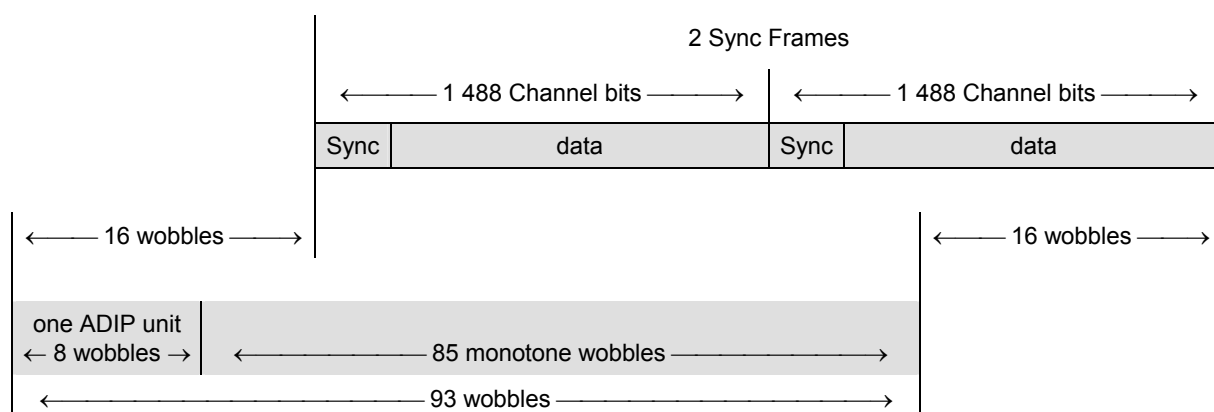 2 Sync Frames
← 1 488 Channel bits → ← 1 488 Channel bits →
Sync data Sync data
← 16 wobbles → ← 16 wobbles →
one ADIP unit
← 8 wobbles → ← 85 monotone wobbles →
← 93 wobbles →